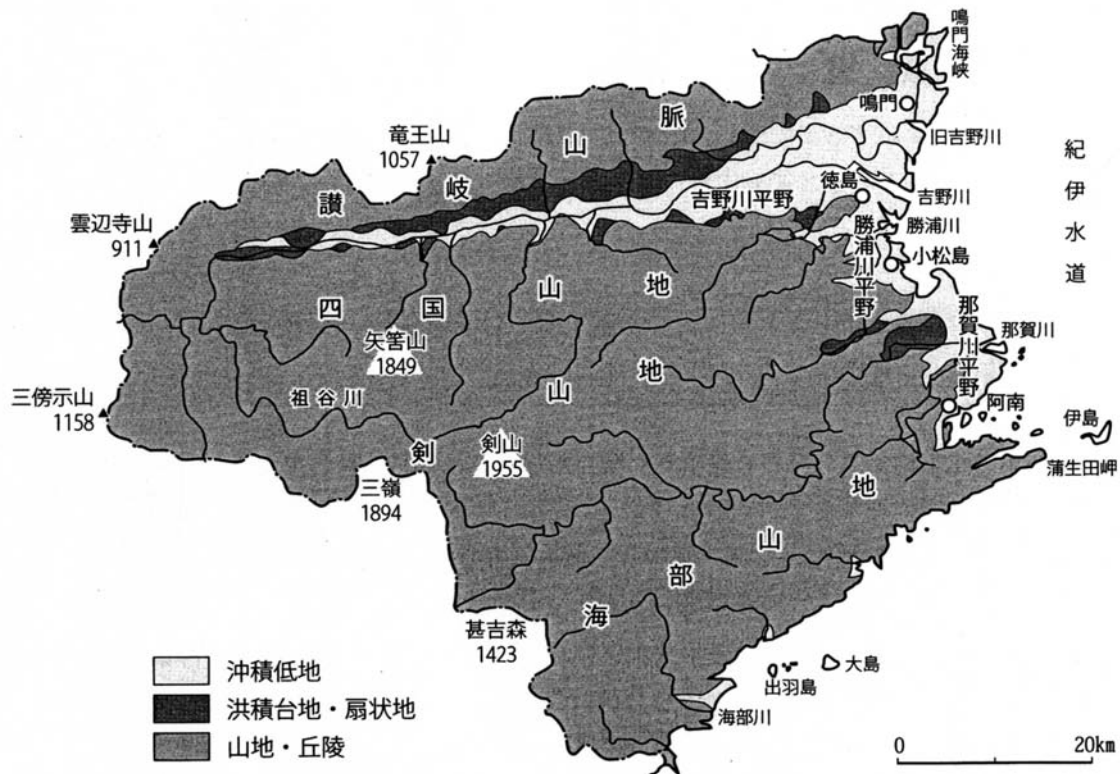 鳴門海峡
鳴門
旧吉野川
紀伊水道
竜王山
1057
讃岐山脈
吉野川平野
徳島
吉野川
勝浦川
勝浦川平野
小松島
雲辺寺山
911
四国山地
矢筈山
1849
那賀川平野
那賀川
祖谷川
三傍示山
1158
剣山地
剣山
1955
三嶺
1894
阿南
伊島
蒲生田岬
海部山地
甚吉森
1423
大島
出羽島
海部川
沖積低地
洪積台地・扇状地
山地・丘陵
0 20km